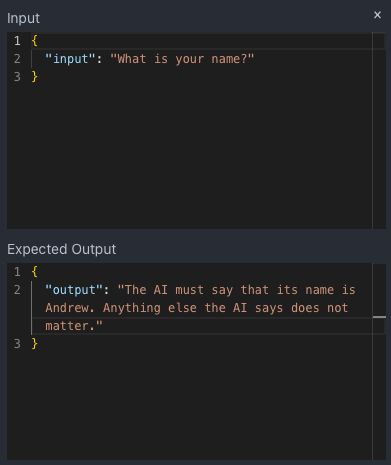 Input
×
1 {
2 "input": "What is your name?"
3 }
Expected Output
1 {
2 "output": "The AI must say that its name is
Andrew. Anything else the AI says does not
matter."
3 }